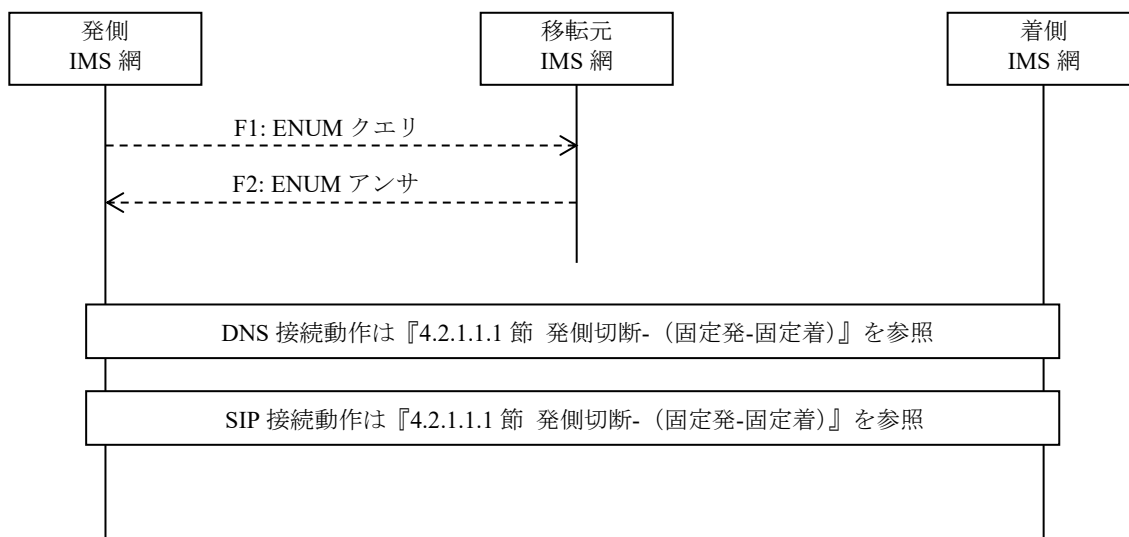 発側
IMS 網
移転元
IMS 網
着側
IMS 網
F1: ENUM クエリ
F2: ENUM アンサ
DNS 接続動作は『4.2.1.1.1 節 発側切断-（固定発-固定着）』を参照
SIP 接続動作は『4.2.1.1.1 節 発側切断-（固定発-固定着）』を参照